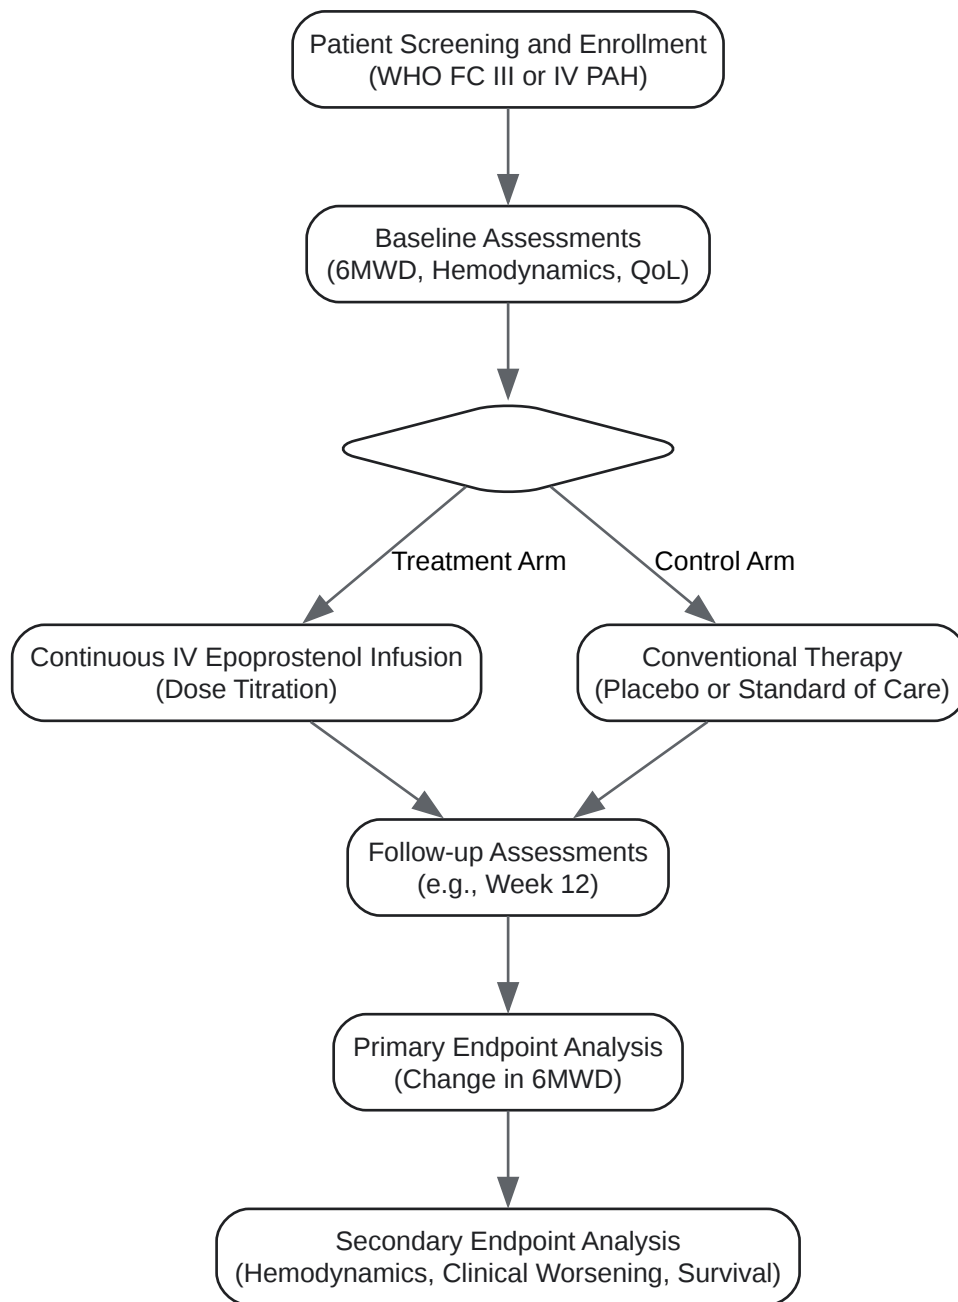 Patient Screening and Enrollment
(WHO FC III or IV PAH)
Baseline Assessments
(6MWD, Hemodynamics, QoL)
Treatment Arm
Control Arm
Continuous IV Epoprostenol Infusion
(Dose Titration)
Conventional Therapy
(Placebo or Standard of Care)
Follow-up Assessments
(e.g., Week 12)
Primary Endpoint Analysis
(Change in 6MWD)
Secondary Endpoint Analysis
(Hemodynamics, Clinical Worsening, Survival)